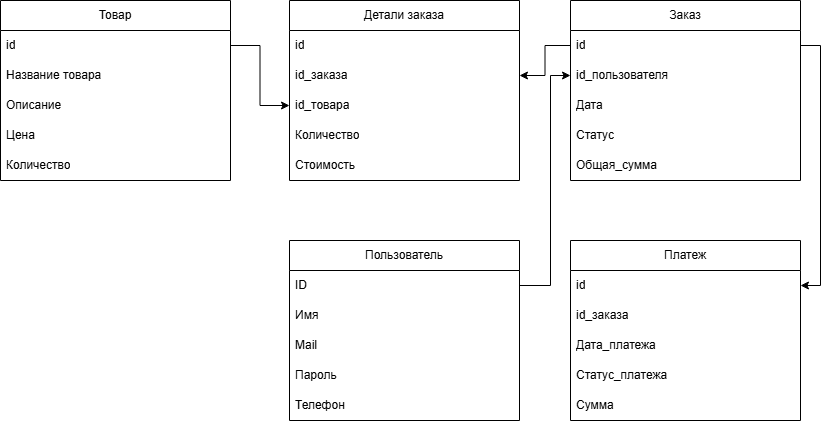 Товар
id
Название товара
Описание
Цена
Количество
Детали заказа
id
id_заказа
id_товара
Количество
Стоимость
Заказ
id
id_пользователя
Дата
Статус
Общая_сумма
Пользователь
ID
Имя
Mail
Пароль
Телефон
Платеж
id
id_заказа
Дата_платежа
Статус_платежа
Сумма